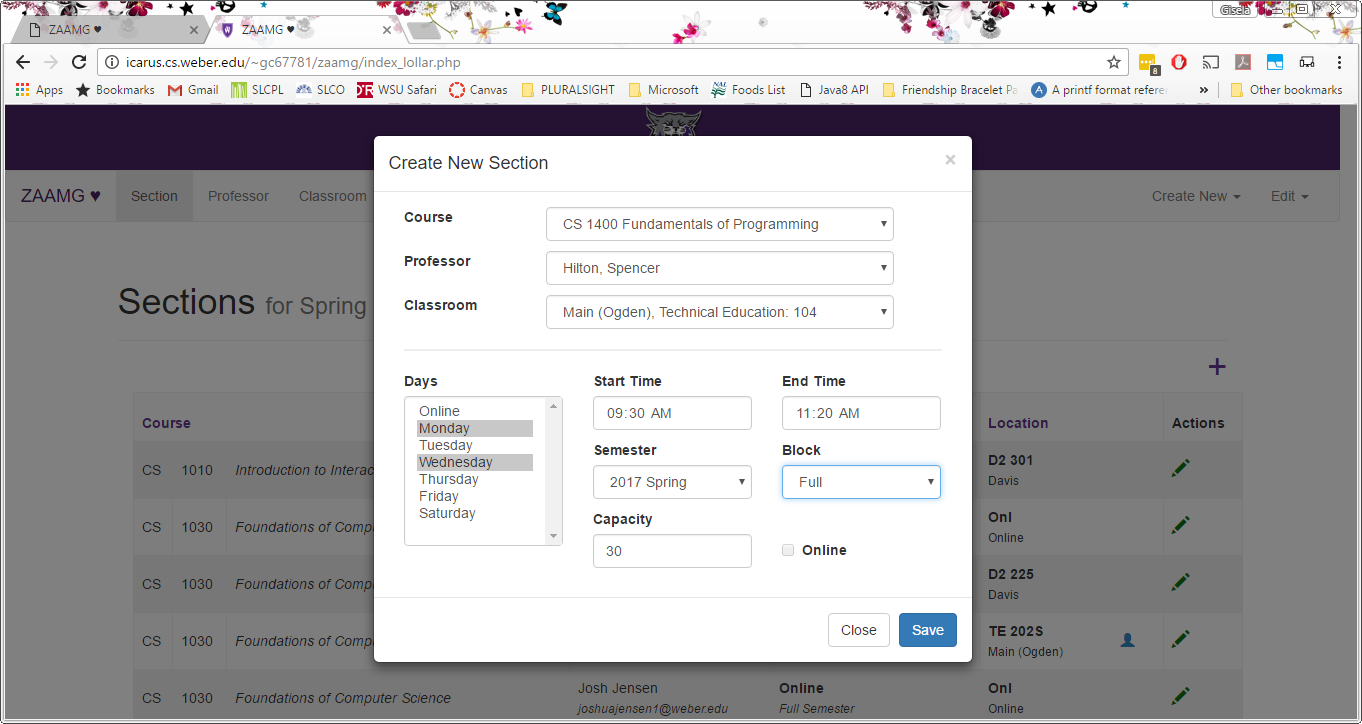 Gisela
ZAAMG ♥
ZAAMG ♥
icarus.cs.weber.edu/~gc67781/zaamg/index_lollar.php
8
Apps Bookmarks Gmail SLCPL SLCO WSU Safari Canvas PLURALSIGHT Microsoft Foods List Java8 API Friendship Bracelet Pa A printf format refere » Other bookmarks
ZAAMG ♥ Section Professor Classroom Create New Edit
Sections for Spring
Create New Section ×
Course CS 1400 Fundamentals of Programming
Professor Hilton, Spencer
Classroom Main (Ogden), Technical Education: 104
Days
Online
Monday
Tuesday
Wednesday
Thursday
Friday
Saturday
Start Time End Time
09:30 AM 11:20 AM
Semester Block
2017 Spring Full
Capacity
30 Online
Close Save
Course Location Actions
CS 1010 Introduction to Interac D2 301
Davis
CS 1030 Foundations of Compu Onl
Online
CS 1030 Foundations of Compu D2 225
Davis
CS 1030 Foundations of Compu TE 202S
Main (Ogden)
CS 1030 Foundations of Computer Science Josh Jensen Online Onl
joshuajensen1@weber.edu Full Semester Online